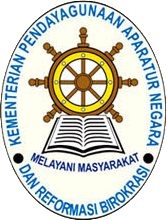 KEMENTERIAN PENDAYAGUNAAN APARATUR NEGARA
MELAYANI MASYARAKAT
DAN REFORMASI BIROKRASI